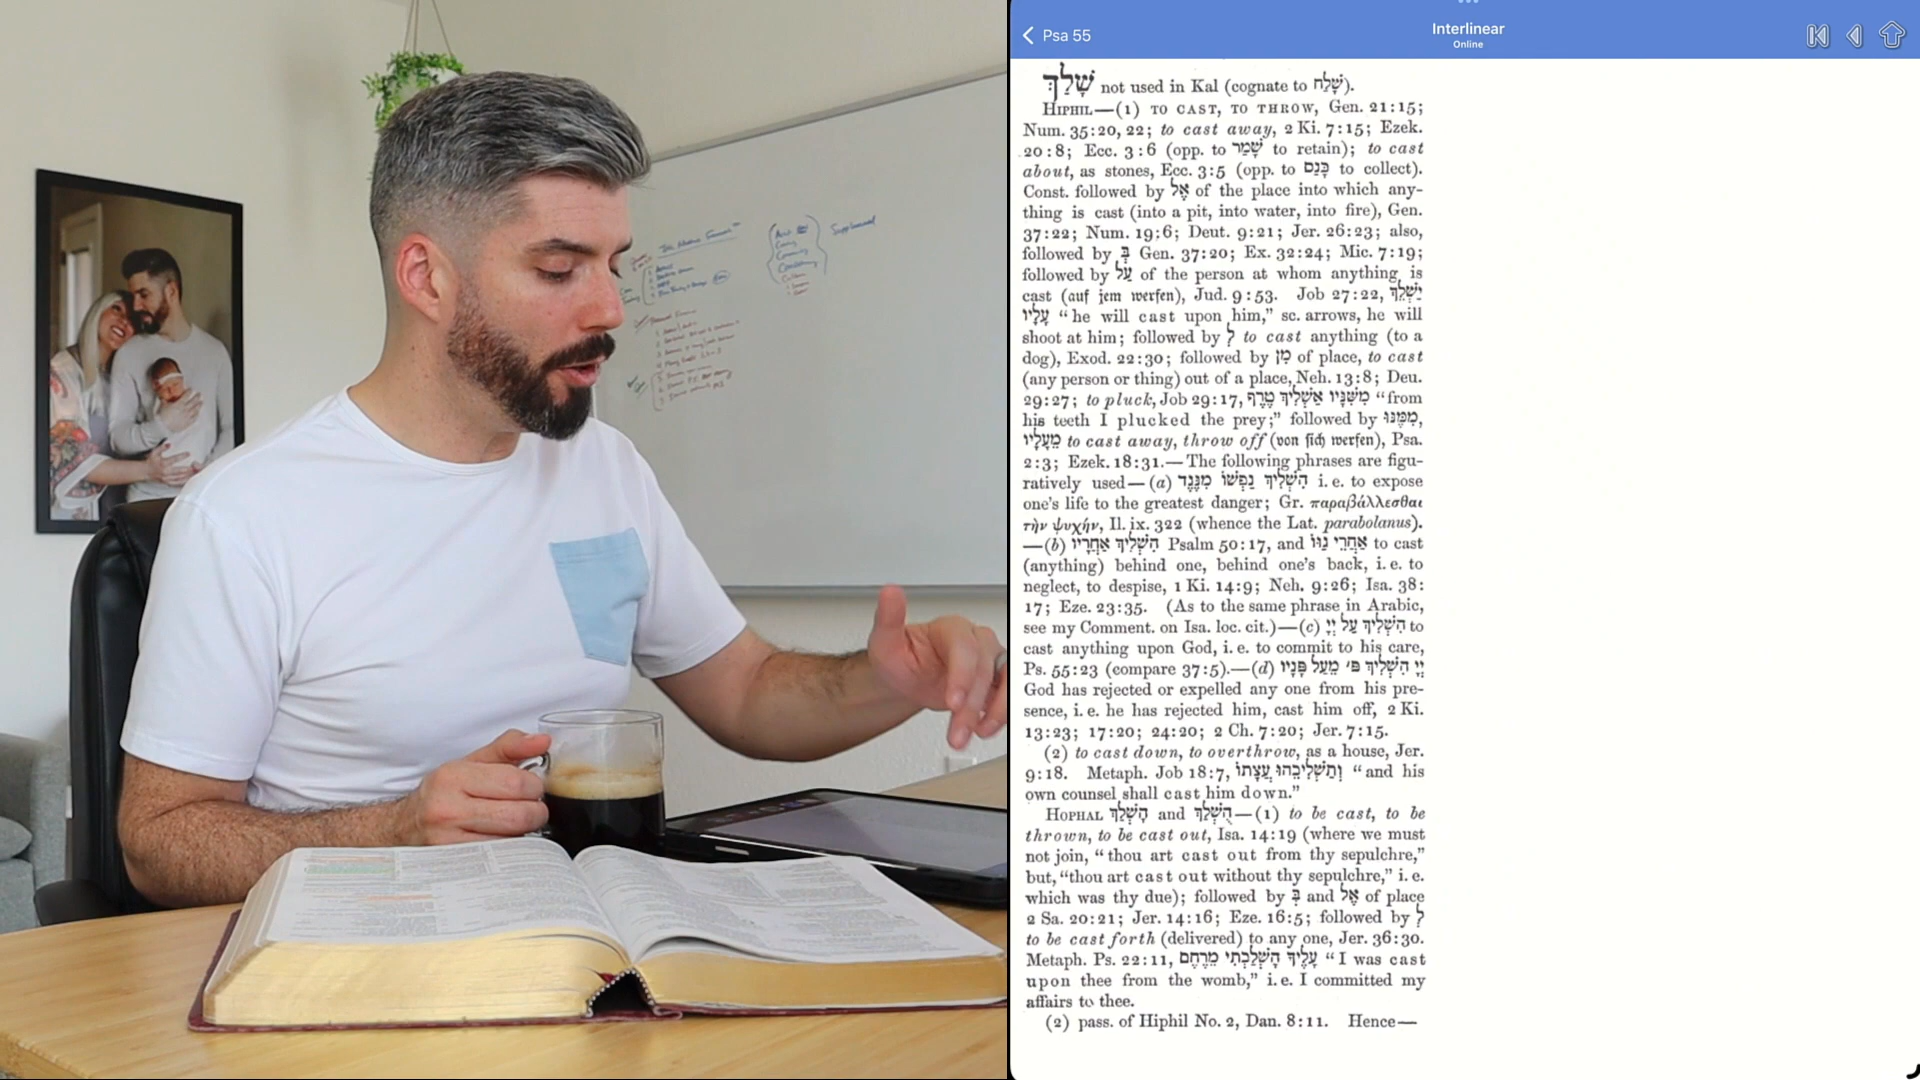 Psa 55
Interlinear
Online
שָׁלַךְ not used in Kal (cognate to שָׁלַח).
HIPHIL—(1) TO CAST, TO THROW, Gen. 21:15;
Num. 35:20, 22; to cast away, 2 Ki. 7:15; Ezek.
20:8; Ecc. 3:6 (opp. to שָׁמַר to retain); to cast
about, as stones, Ecc. 3:5 (opp. to כָּנַם to collect).
Const. followed by אֶל of the place into which any-
thing is cast (into a pit, into water, into fire), Gen.
37:22; Num. 19:6; Deut. 9:21; Jer. 26:23; also,
followed by בְּ Gen. 37:20; Ex. 32:24; Mic. 7:19;
followed by עַל of the person at whom anything is
cast (auf jem werfen), Jud. 9:53. Job 27:22, יַשְׁלֵךְ
עָלָיו “he will cast upon him,” sc. arrows, he will
shoot at him; followed by לְ to cast anything (to a
dog), Exod. 22:30; followed by מִן of place, to cast
(any person or thing) out of a place, Neh. 13:8; Deu.
29:27; to pluck, Job 29:17, מִשִּׁנָּיו אַשְׁלִיךְ טָרֶף “from
his teeth I plucked the prey;” followed by מִמֶּנּוּ,
מֵעָלָיו to cast away, throw off (von sich werfen), Psa.
2:3; Ezek. 18:31.—The following phrases are figu-
ratively used—(a) הִשְׁלִיךְ נַפְשׁוֹ מִנֶּגֶד i. e. to expose
one’s life to the greatest danger; Gr. παραβάλλεσθαι
τὴν ψυχήν, Il. ix. 322 (whence the Lat. parabolanus).
—(b) הִשְׁלִיךְ אַחֲרָיו Psalm 50:17, and אַחֲרֵי גֵוּוֹ to cast
(anything) behind one, behind one’s back, i. e. to
neglect, to despise, 1 Ki. 14:9; Neh. 9:26; Isa. 38:
17; Eze. 23:35. (As to the same phrase in Arabic,
see my Comment. on Isa. loc. cit.)—(c) הִשְׁלִיךְ עַל יְיָ to
cast anything upon God, i. e. to commit to his care,
Ps. 55:23 (compare 37:5).—(d) יְיָ הִשְׁלִיךְ פּ׳ מֵעַל פָּנָיו
God has rejected or expelled any one from his pre-
sence, i. e. he has rejected him, cast him off, 2 Ki.
13:23; 17:20; 24:20; 2 Ch. 7:20; Jer. 7:15.
(2) to cast down, to overthrow, as a house, Jer.
9:18. Metaph. Job 18:7, וְתַשְׁלִיכֵהוּ עֲצָתוֹ “and his
own counsel shall cast him down.”
HOPHAL הָשְׁלַךְ and הֻשְׁלַךְ—(1) to be cast, to be
thrown, to be cast out, Isa. 14:19 (where we must
not join, “thou art cast out from thy sepulchre,”
but, “thou art cast out without thy sepulchre,” i. e.
which was thy due); followed by בְּ and אֶל of place
2 Sa. 20:21; Jer. 14:16; Eze. 16:5; followed by לְ
to be cast forth (delivered) to any one, Jer. 36:30.
Metaph. Ps. 22:11, עָלֶיךָ הָשְׁלַכְתִּי מֵרֶחֶם “I was cast
upon thee from the womb,” i. e. I committed my
affairs to thee.
(2) pass. of Hiphil No. 2, Dan. 8:11. Hence—
Supplemental